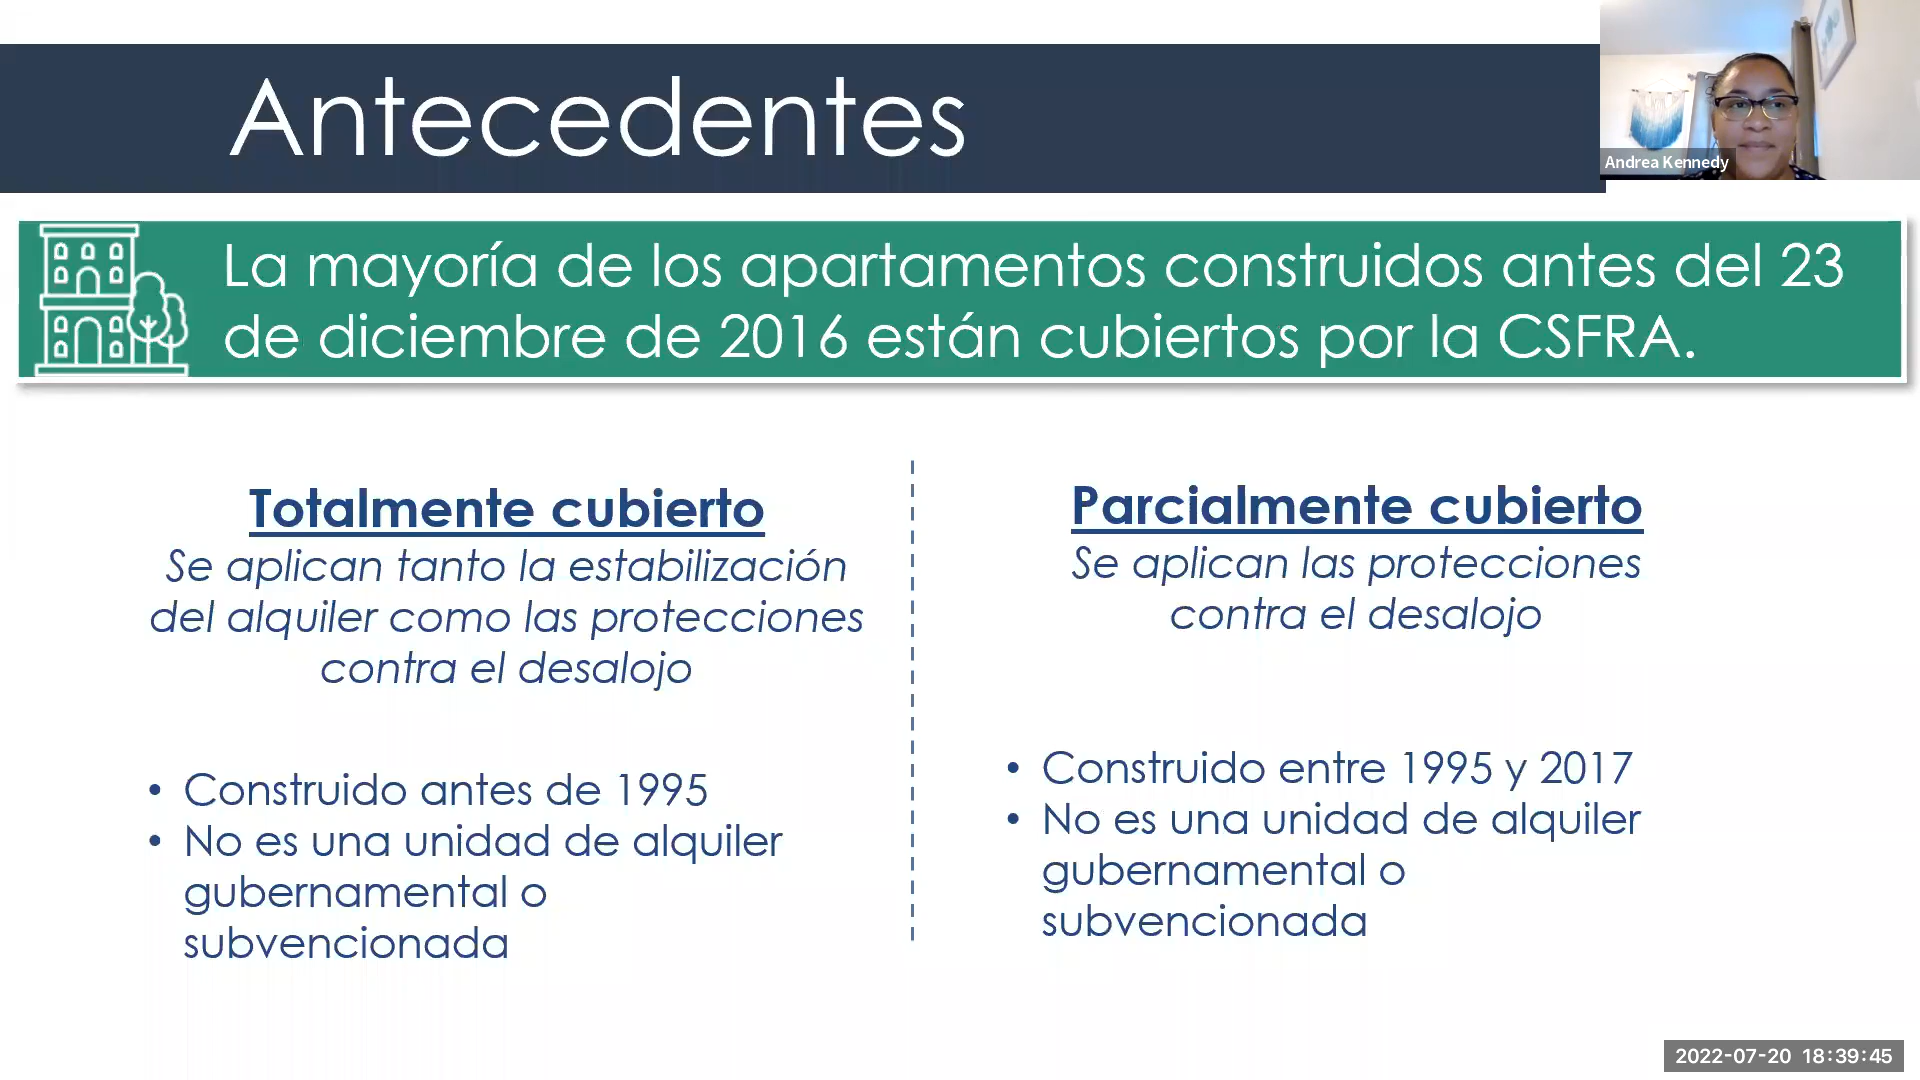 Antecedentes
Andrea Kennedy
La mayoría de los apartamentos construidos antes del 23
de diciembre de 2016 están cubiertos por la CSFRA.
Totalmente cubierto
Se aplican tanto la estabilización
del alquiler como las protecciones
contra el desalojo
• Construido antes de 1995
• No es una unidad de alquiler
gubernamental o
subvencionada
Parcialmente cubierto
Se aplican las protecciones
contra el desalojo
• Construido entre 1995 y 2017
• No es una unidad de alquiler
gubernamental o
subvencionada
2022-07-20 18:39:45